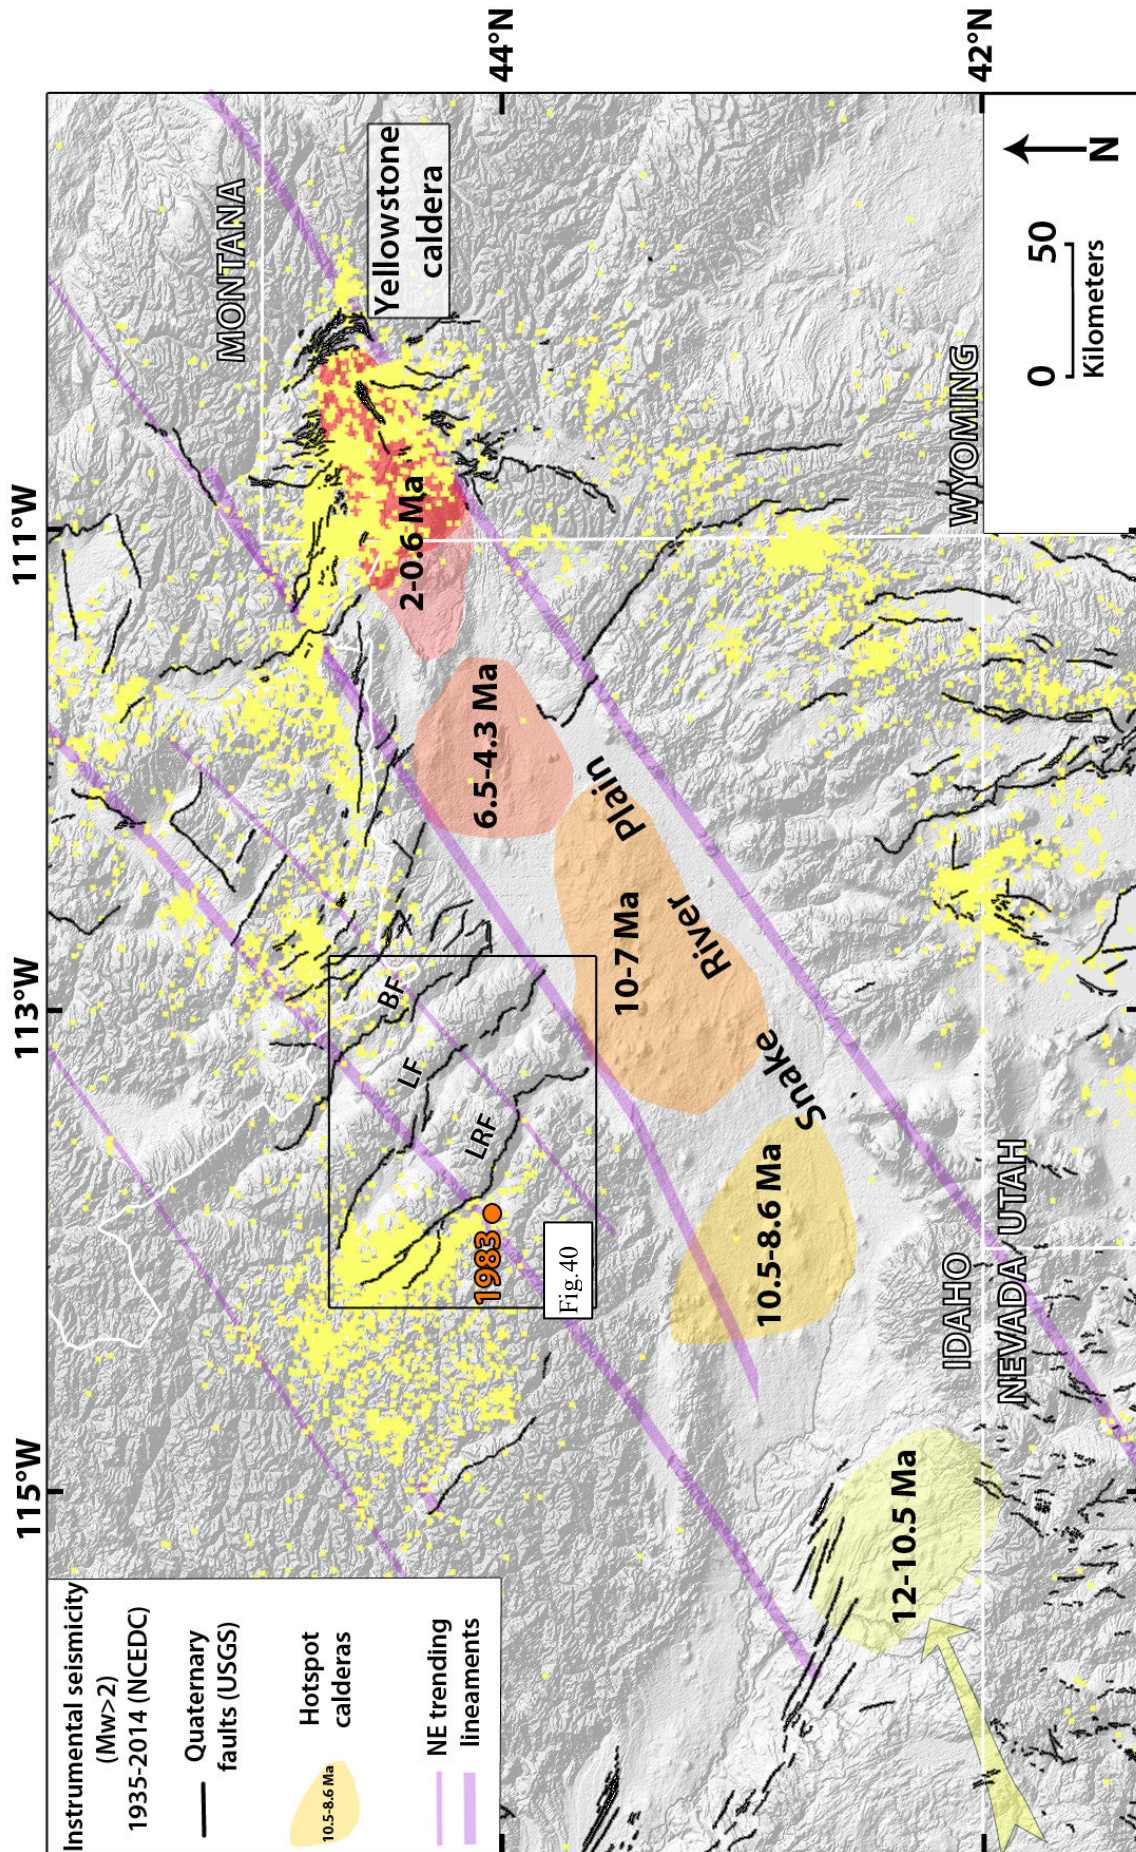 Instrumental seismicity
(Mw>2)
1935-2014 (NCEDC)
Quaternary
faults (USGS)
10.5-8.6 Ma
Hotspot
calderas
NE trending
lineaments
115°W
113°W
111°W
44°N
42°N
MONTANA
Yellowstone
caldera
2-0.6 Ma
6.5-4.3 Ma
10-7 Ma
10.5-8.6 Ma
12-10.5 Ma
BF
LF
LRF
1983
Fig.40
Snake
River
Plain
IDAHO
NEVADA
UTAH
WYOMING
0
50
Kilometers
N